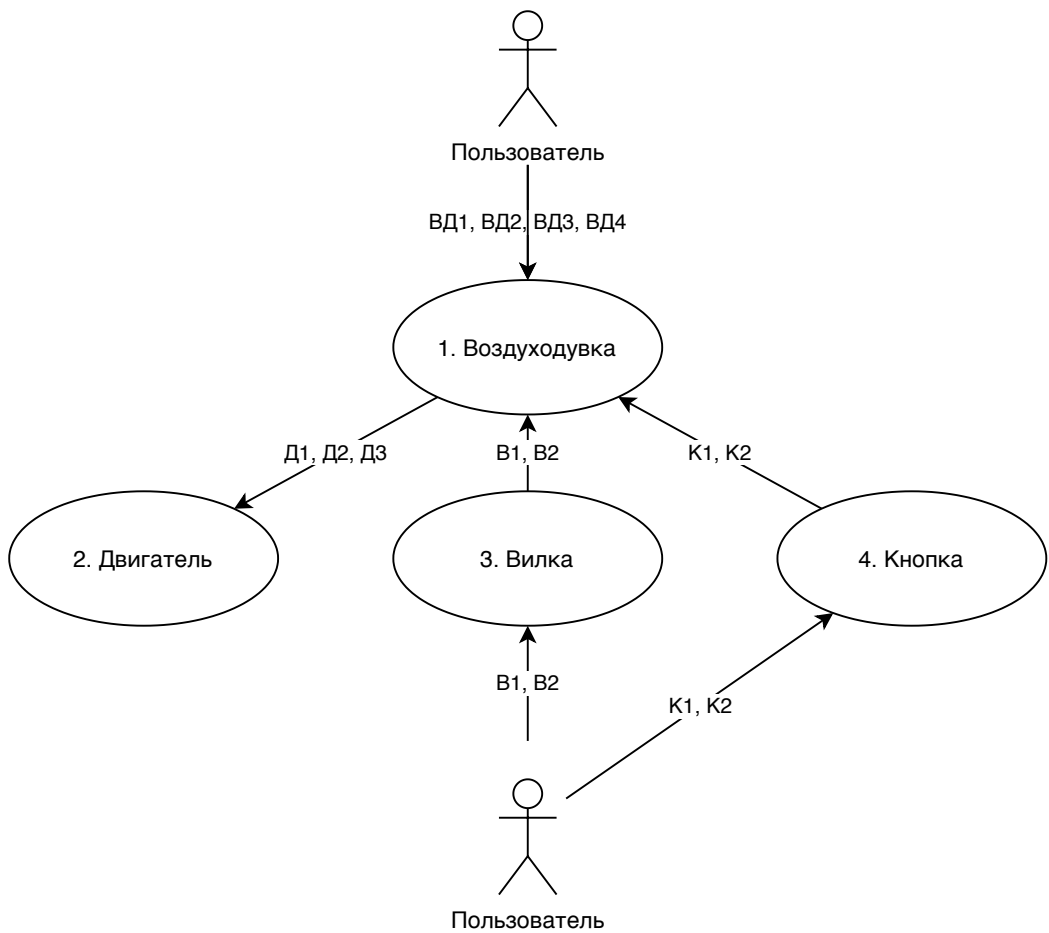 Пользователь
ВД1, ВД2, ВД3, ВД4
1. Воздуходувка
Д1, Д2, Д3
В1, В2
К1, К2
2. Двигатель
3. Вилка
4. Кнопка
В1, В2
К1, К2
Пользователь